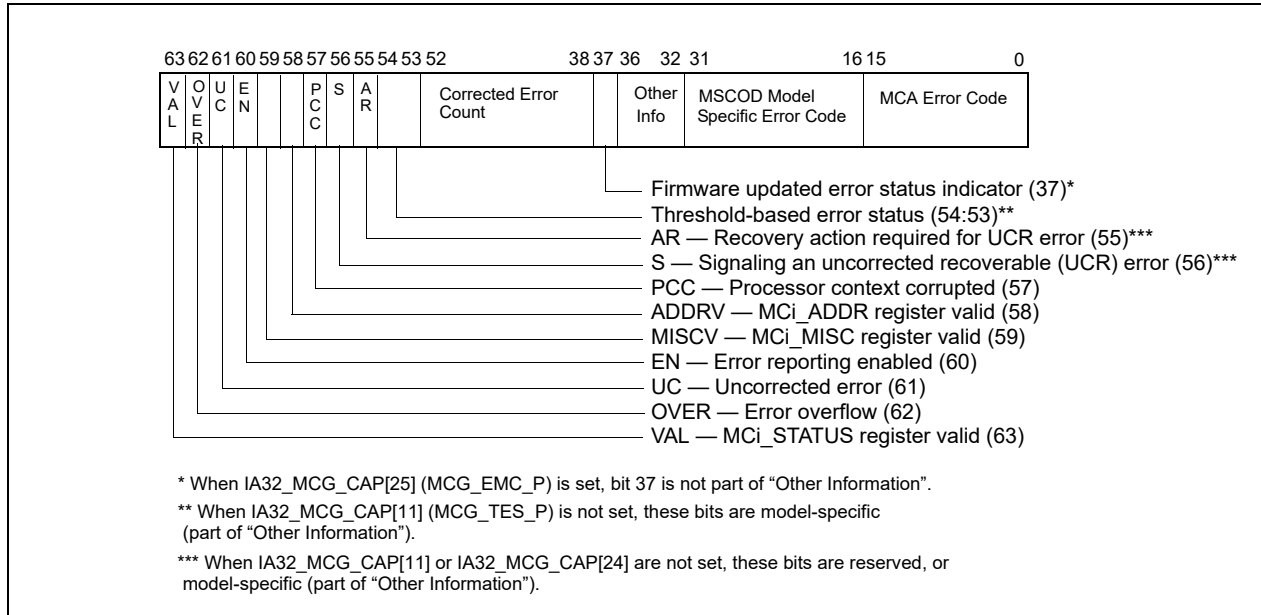 63 62 61 60 59 58 57 56 55 54 53 52 38 37 36 32 31 16 15 0
VAL
OVER
UC
EN
PCC
S
AR
Corrected Error
Count
Other
Info
MSCOD Model
Specific Error Code
MCA Error Code
Firmware updated error status indicator (37)*
Threshold-based error status (54:53)**
AR — Recovery action required for UCR error (55)***
S — Signaling an uncorrected recoverable (UCR) error (56)***
PCC — Processor context corrupted (57)
ADDRV — MCi_ADDR register valid (58)
MISCV — MCi_MISC register valid (59)
EN — Error reporting enabled (60)
UC — Uncorrected error (61)
OVER — Error overflow (62)
VAL — MCi_STATUS register valid (63)
* When IA32_MCG_CAP[25] (MCG_EMC_P) is set, bit 37 is not part of “Other Information”.
** When IA32_MCG_CAP[11] (MCG_TES_P) is not set, these bits are model-specific
(part of “Other Information”).
*** When IA32_MCG_CAP[11] or IA32_MCG_CAP[24] are not set, these bits are reserved, or
model-specific (part of “Other Information”).